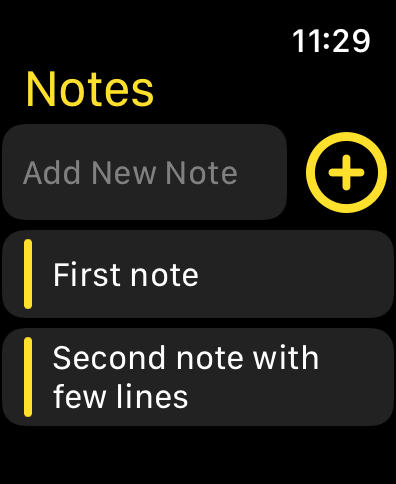 11:29
Notes
Add New Note
First note
Second note with
few lines